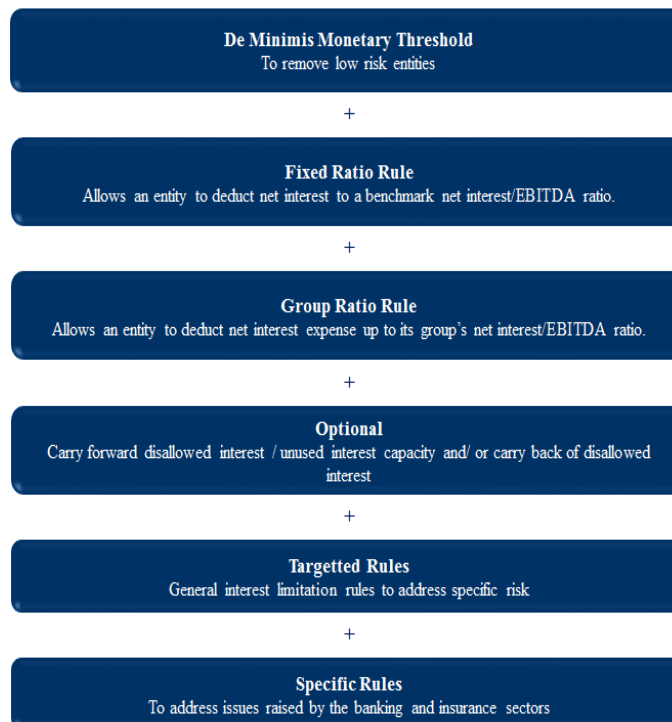 De Minimis Monetary Threshold
To remove low risk entities
+
Fixed Ratio Rule
Allows an entity to deduct net interest to a benchmark net interest/EBITDA ratio.
+
Group Ratio Rule
Allows an entity to deduct net interest expense up to its group's net interest/EBITDA ratio.
+
Optional
Carry forward disallowed interest / unused interest capacity and/ or carry back of disallowed
interest
+
Targetted Rules
General interest limitation rules to address specific risk
+
Specific Rules
To address issues raised by the banking and insurance sectors